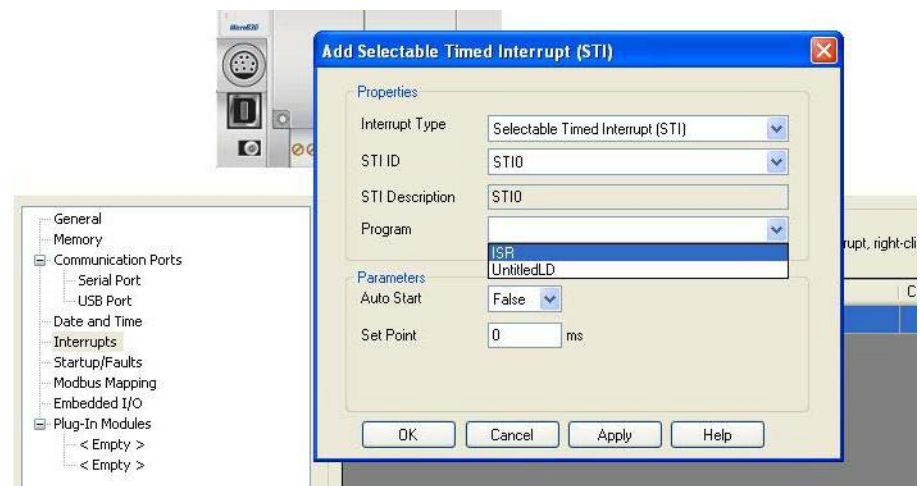 Micro830
Add Selectable Timed Interrupt (STI)
Properties
Interrupt Type
Selectable Timed Interrupt (STI)
STI ID
STI0
STI Description
STI0
Program
ISR
UntitledLD
Parameters
Auto Start
False
Set Point
0
ms
OK
Cancel
Apply
Help
General
Memory
Communication Ports
Serial Port
USB Port
Date and Time
Interrupts
Startup/Faults
Modbus Mapping
Embedded I/O
Plug-In Modules
< Empty >
< Empty >
rupt, right-cli
C